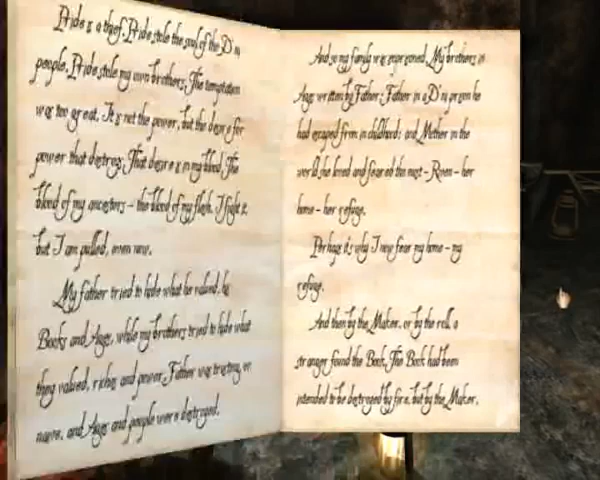 Pride is a thief. Pride stole the soul of the D'ni
people. Pride stole my own brothers. The temptation
was too great. It is not the power, but the desire for
power that destroys. That desire is in my blood. The
blood of my ancestors - the blood of my flesh. I fight it,
but I am pulled, even now.
My father tried to hide what he valued, his
Books and Ages, while my brothers tried to hide what
they valued, riches and power. Father was trusting, or
naive, and Ages and people were destroyed.
And so my family was imprisoned. My brothers in
Ages written by Father; Father in a D'ni prison he
had escaped from in childhood; and Mother in the
world she loved and feared the most - Riven - her
home - her refuge.
Perhaps it's why I now fear my home - my
refuge.
And then by the Maker, or by the roll, a
stranger found the Book. The Book had been
intended to be destroyed by fire, but by the Maker,